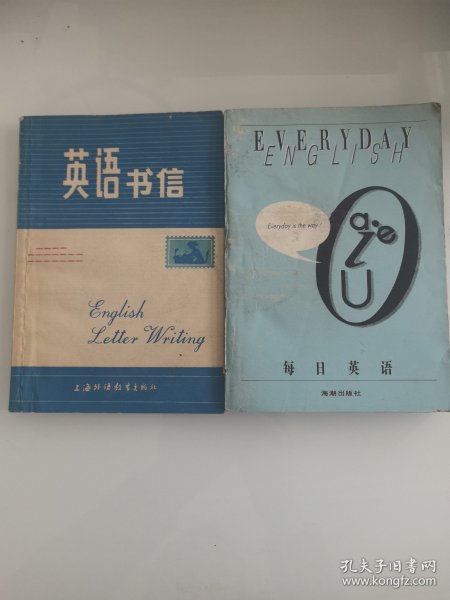 英语书信
English
Letter Writing
上海外语教育出版社
EVERYDAY
ENGLISH
Everyday is the way!
a e
i
U O
每日英语
海潮出版社
孔夫子旧书网
www.kongfz.com